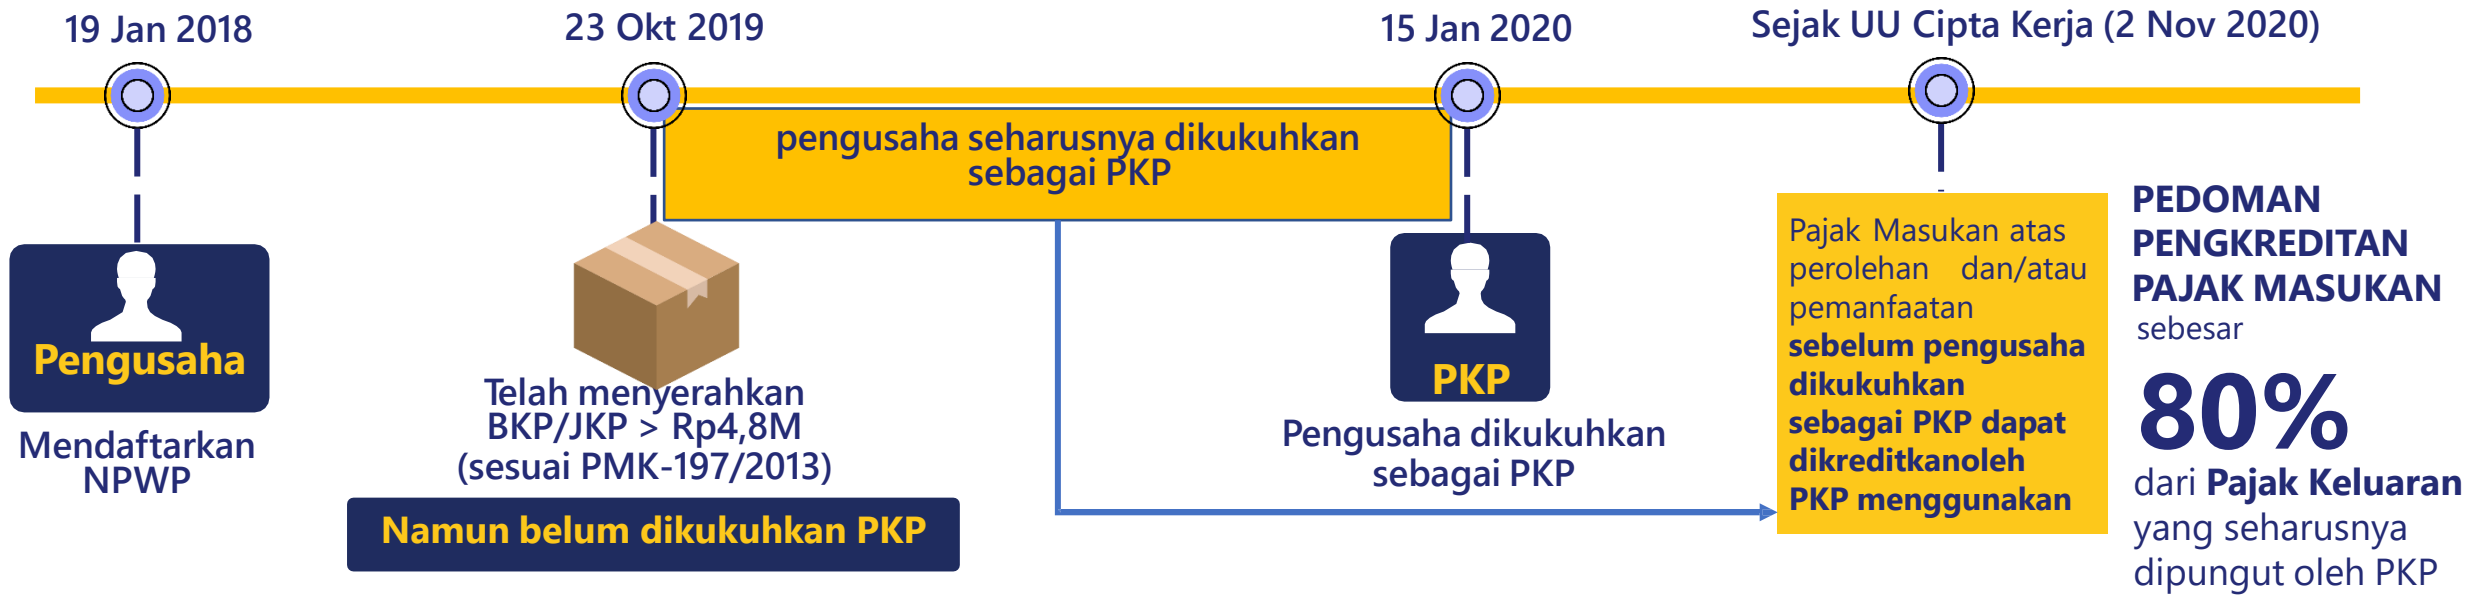 19 Jan 2018
23 Okt 2019
15 Jan 2020
Sejak UU Cipta Kerja (2 Nov 2020)
pengusaha seharusnya dikukuhkan
sebagai PKP
Pengusaha
Mendaftarkan
NPWP
Telah menyerahkan
BKP/JKP > Rp4,8M
(sesuai PMK-197/2013)
Namun belum dikukuhkan PKP
PKP
Pengusaha dikukuhkan
sebagai PKP
Pajak Masukan atas
perolehan dan/atau
pemanfaatan
sebelum pengusaha
dikukuhkan
sebagai PKP dapat
dikreditkanoleh
PKP menggunakan
PEDOMAN
PENGKREDITAN
PAJAK MASUKAN
sebesar
80%
dari Pajak Keluaran
yang seharusnya
dipungut oleh PKP